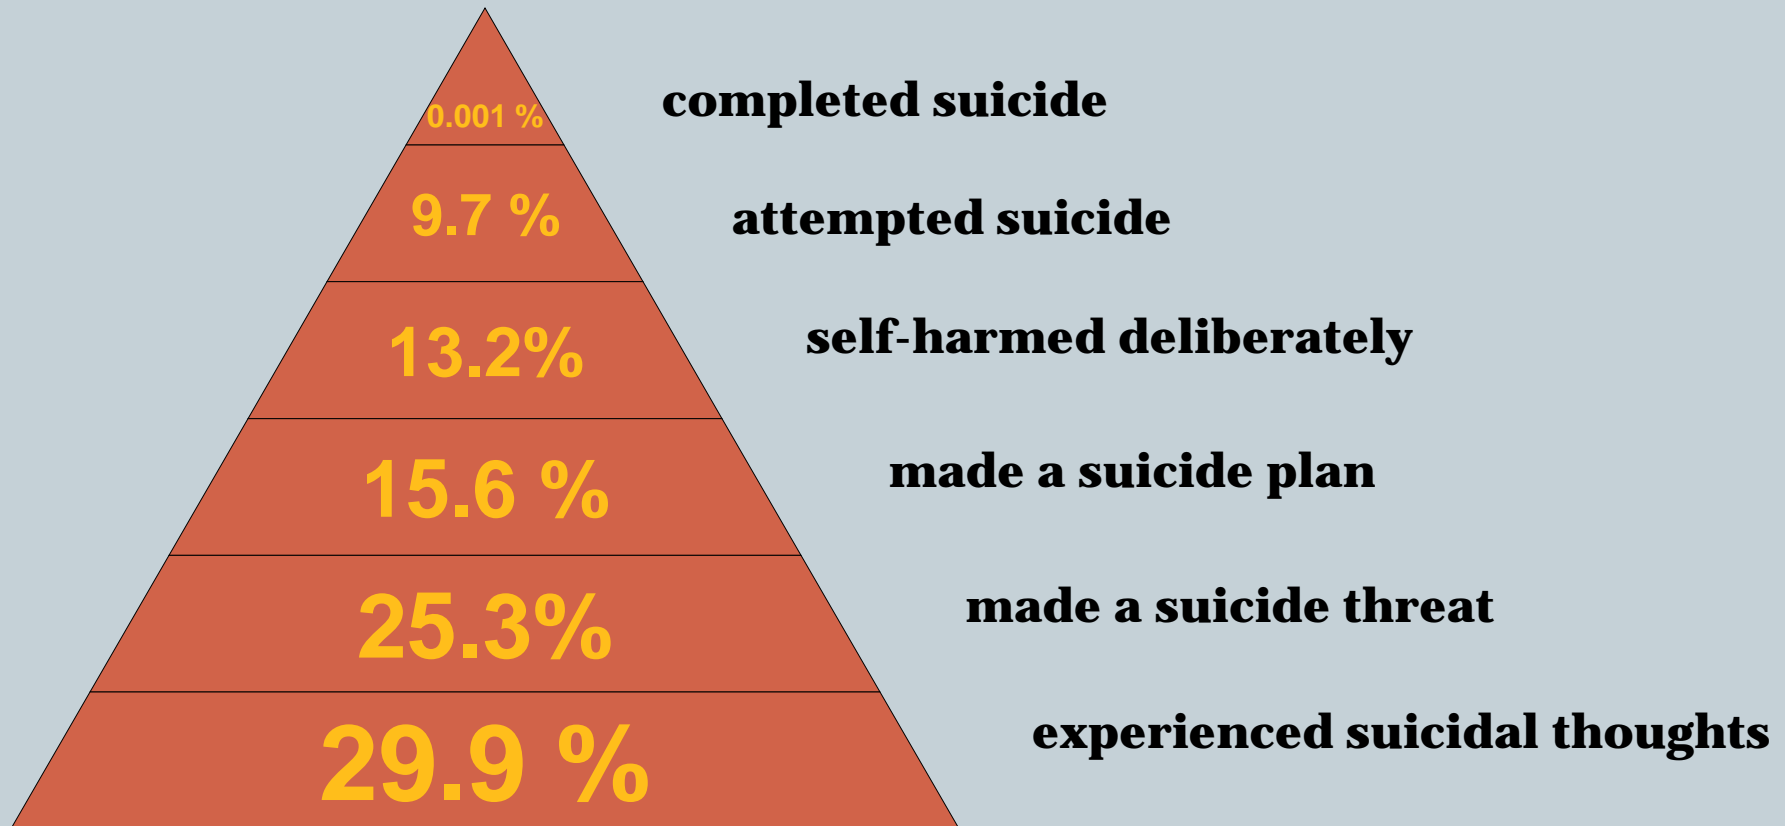 0.001 % completed suicide
9.7 % attempted suicide
13.2% self-harmed deliberately
15.6 % made a suicide plan
25.3% made a suicide threat
29.9 % experienced suicidal thoughts